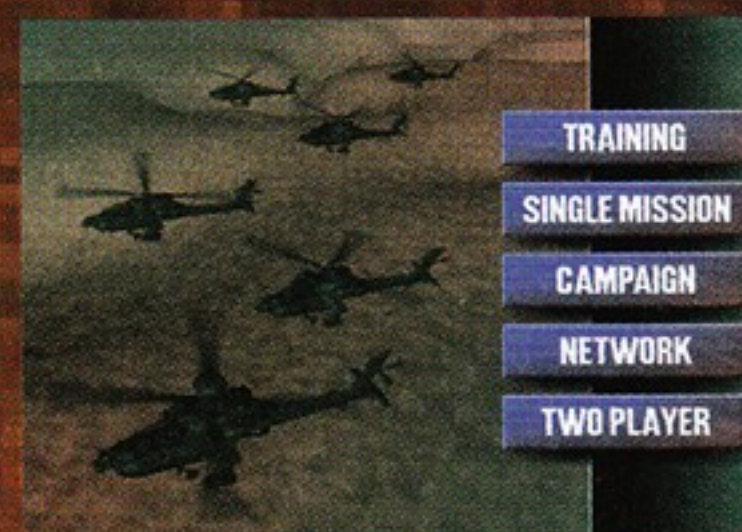 TRAINING
SINGLE MISSION
CAMPAIGN
NETWORK
TWO PLAYER